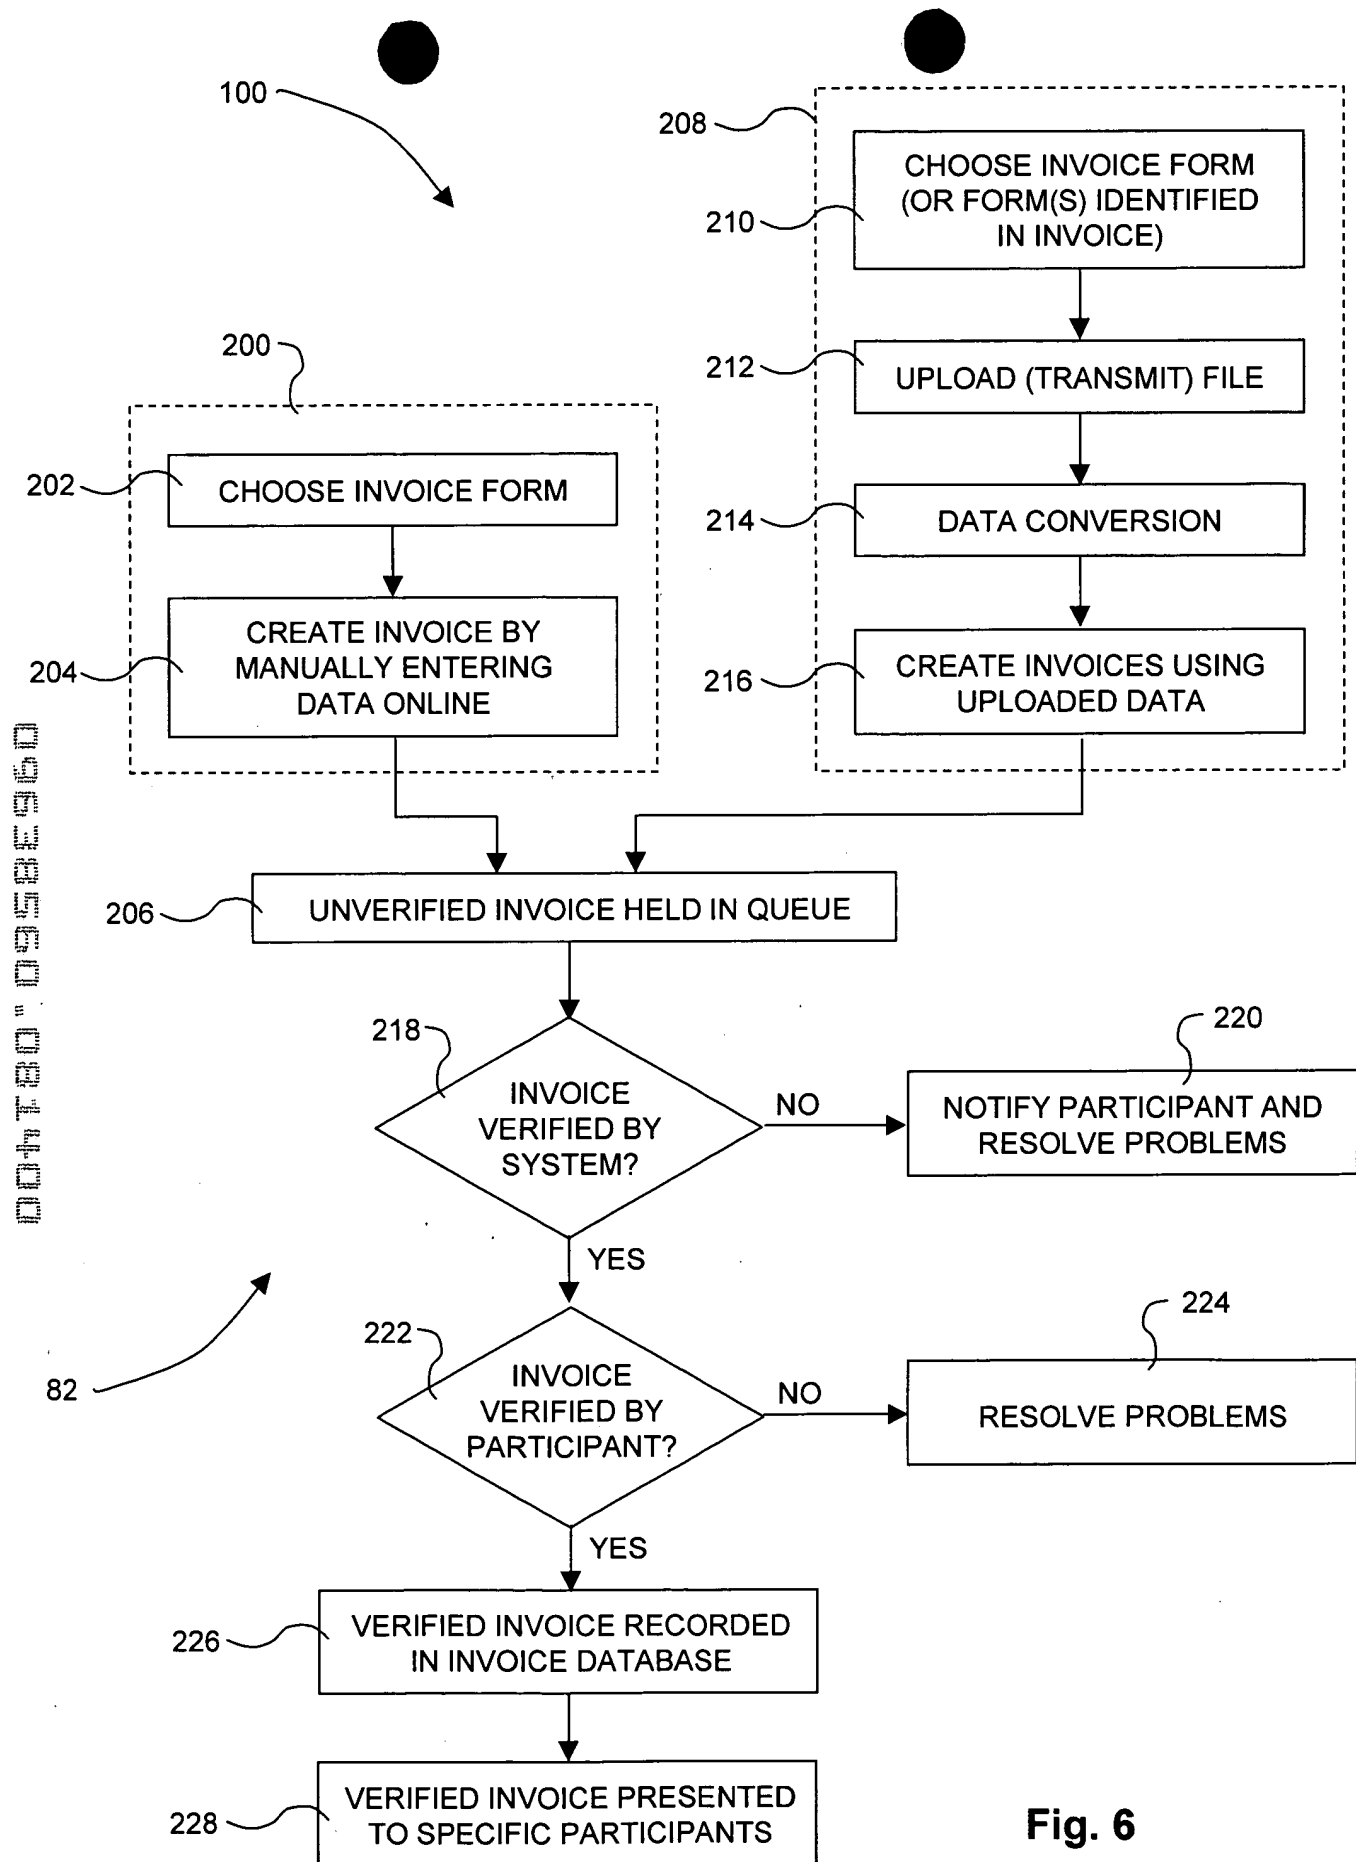 100
208
CHOOSE INVOICE FORM
(OR FORM(S) IDENTIFIED
IN INVOICE)
210
200
212
UPLOAD (TRANSMIT) FILE
202
CHOOSE INVOICE FORM
214
DATA CONVERSION
CREATE INVOICE BY
MANUALLY ENTERING
DATA ONLINE
204
216
CREATE INVOICES USING
UPLOADED DATA
09638560.081400
206
UNVERIFIED INVOICE HELD IN QUEUE
218
INVOICE
VERIFIED BY
SYSTEM?
NO
220
NOTIFY PARTICIPANT AND
RESOLVE PROBLEMS
YES
82
222
INVOICE
VERIFIED BY
PARTICIPANT?
NO
224
RESOLVE PROBLEMS
YES
226
VERIFIED INVOICE RECORDED
IN INVOICE DATABASE
228
VERIFIED INVOICE PRESENTED
TO SPECIFIC PARTICIPANTS
Fig. 6